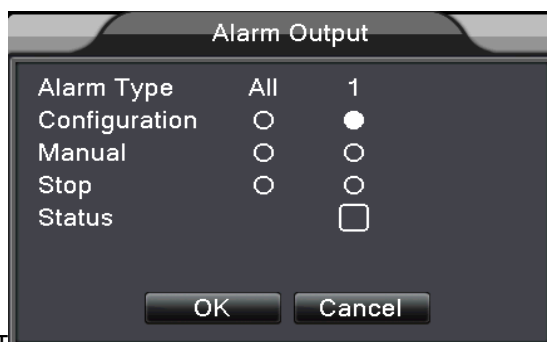 Alarm Output
Alarm Type All 1
Configuration
Manual
Stop
Status
OK Cancel